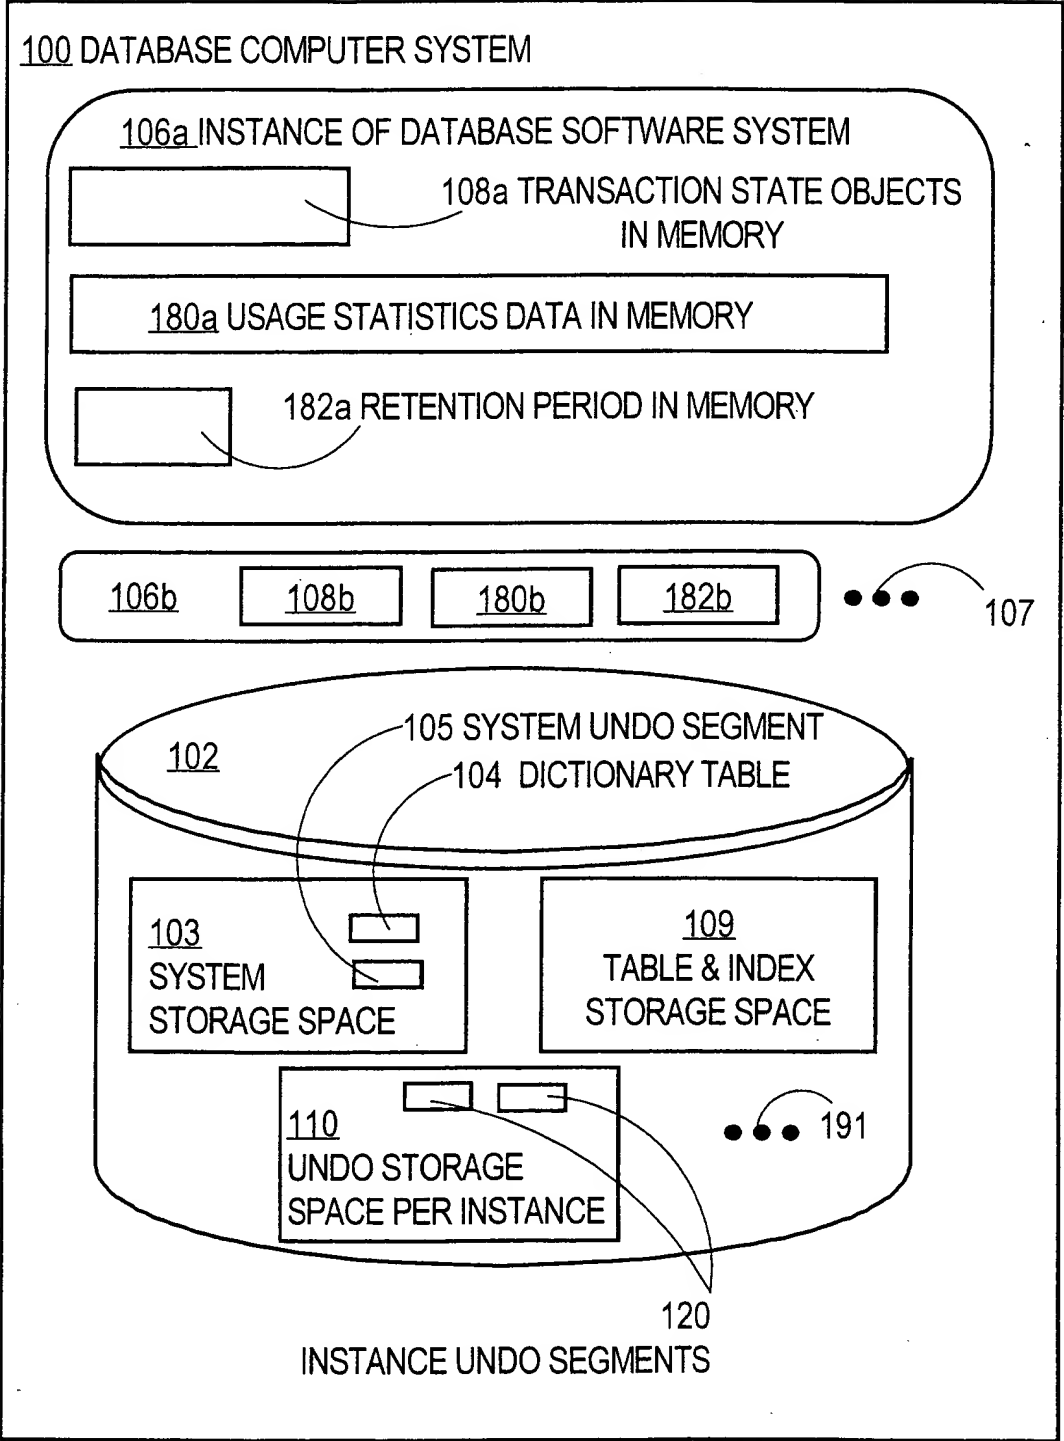 100 DATABASE COMPUTER SYSTEM
106a INSTANCE OF DATABASE SOFTWARE SYSTEM
108a TRANSACTION STATE OBJECTS
IN MEMORY
180a USAGE STATISTICS DATA IN MEMORY
182a RETENTION PERIOD IN MEMORY
106b
108b
180b
182b
107
105 SYSTEM UNDO SEGMENT
102
104 DICTIONARY TABLE
103
SYSTEM
STORAGE SPACE
109
TABLE & INDEX
STORAGE SPACE
110
UNDO STORAGE
SPACE PER INSTANCE
191
120
INSTANCE UNDO SEGMENTS